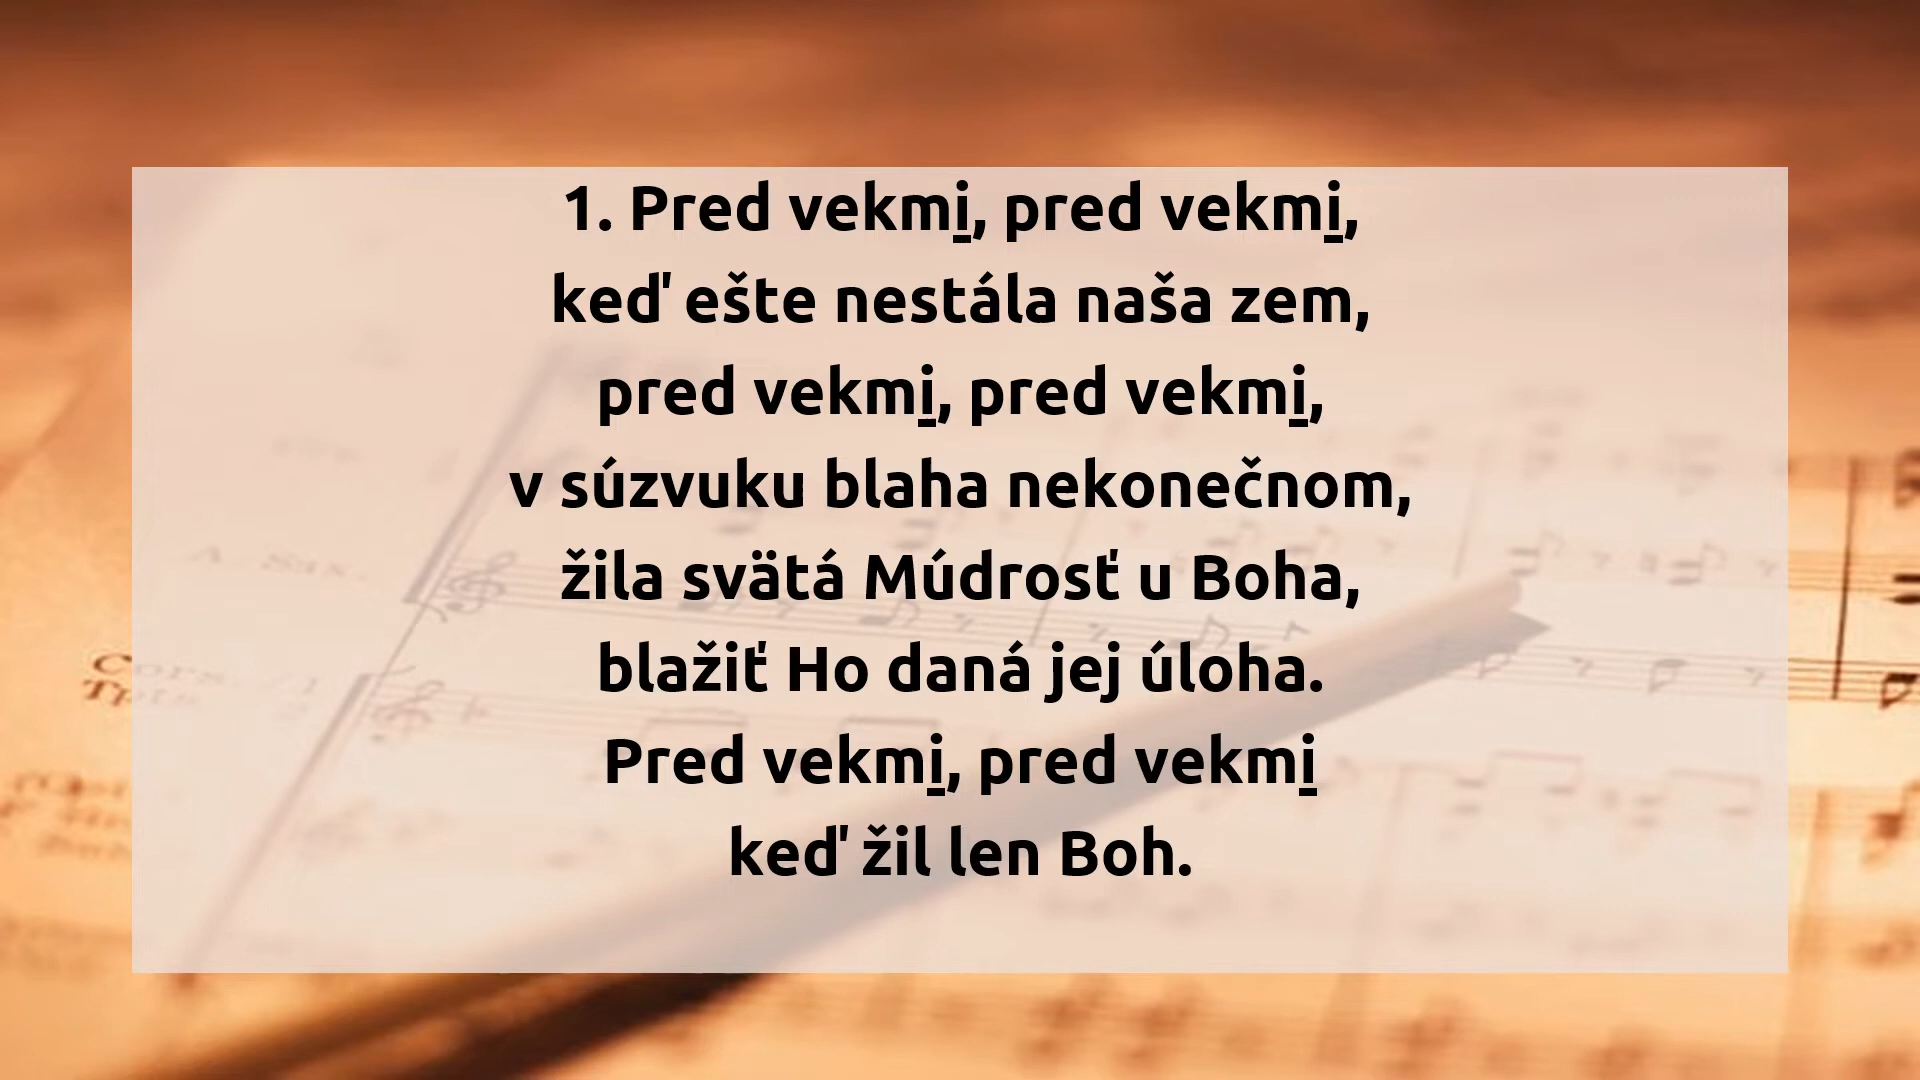 1. Pred vekmi, pred vekmi,
keď ešte nestála naša zem,
pred vekmi, pred vekmi,
v súzvuku blaha nekonečnom,
žila svätá Múdrosť u Boha,
blažiť Ho daná jej úloha.
Pred vekmi, pred vekmi
keď žil len Boh.